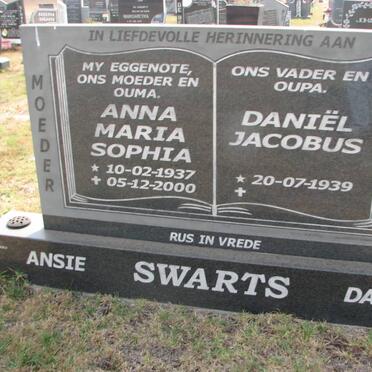 IN LIEFDEVOLLE HERINNERING AAN
MOEDER
MY EGGENOTE,
ONS MOEDER EN
OUMA.
ANNA
MARIA
SOPHIA
* 10-02-1937
✝ 05-12-2000
ONS VADER EN
OUPA.
DANIËL
JACOBUS
* 20-07-1939
✝
RUS IN VREDE
ANSIE
SWARTS
DA